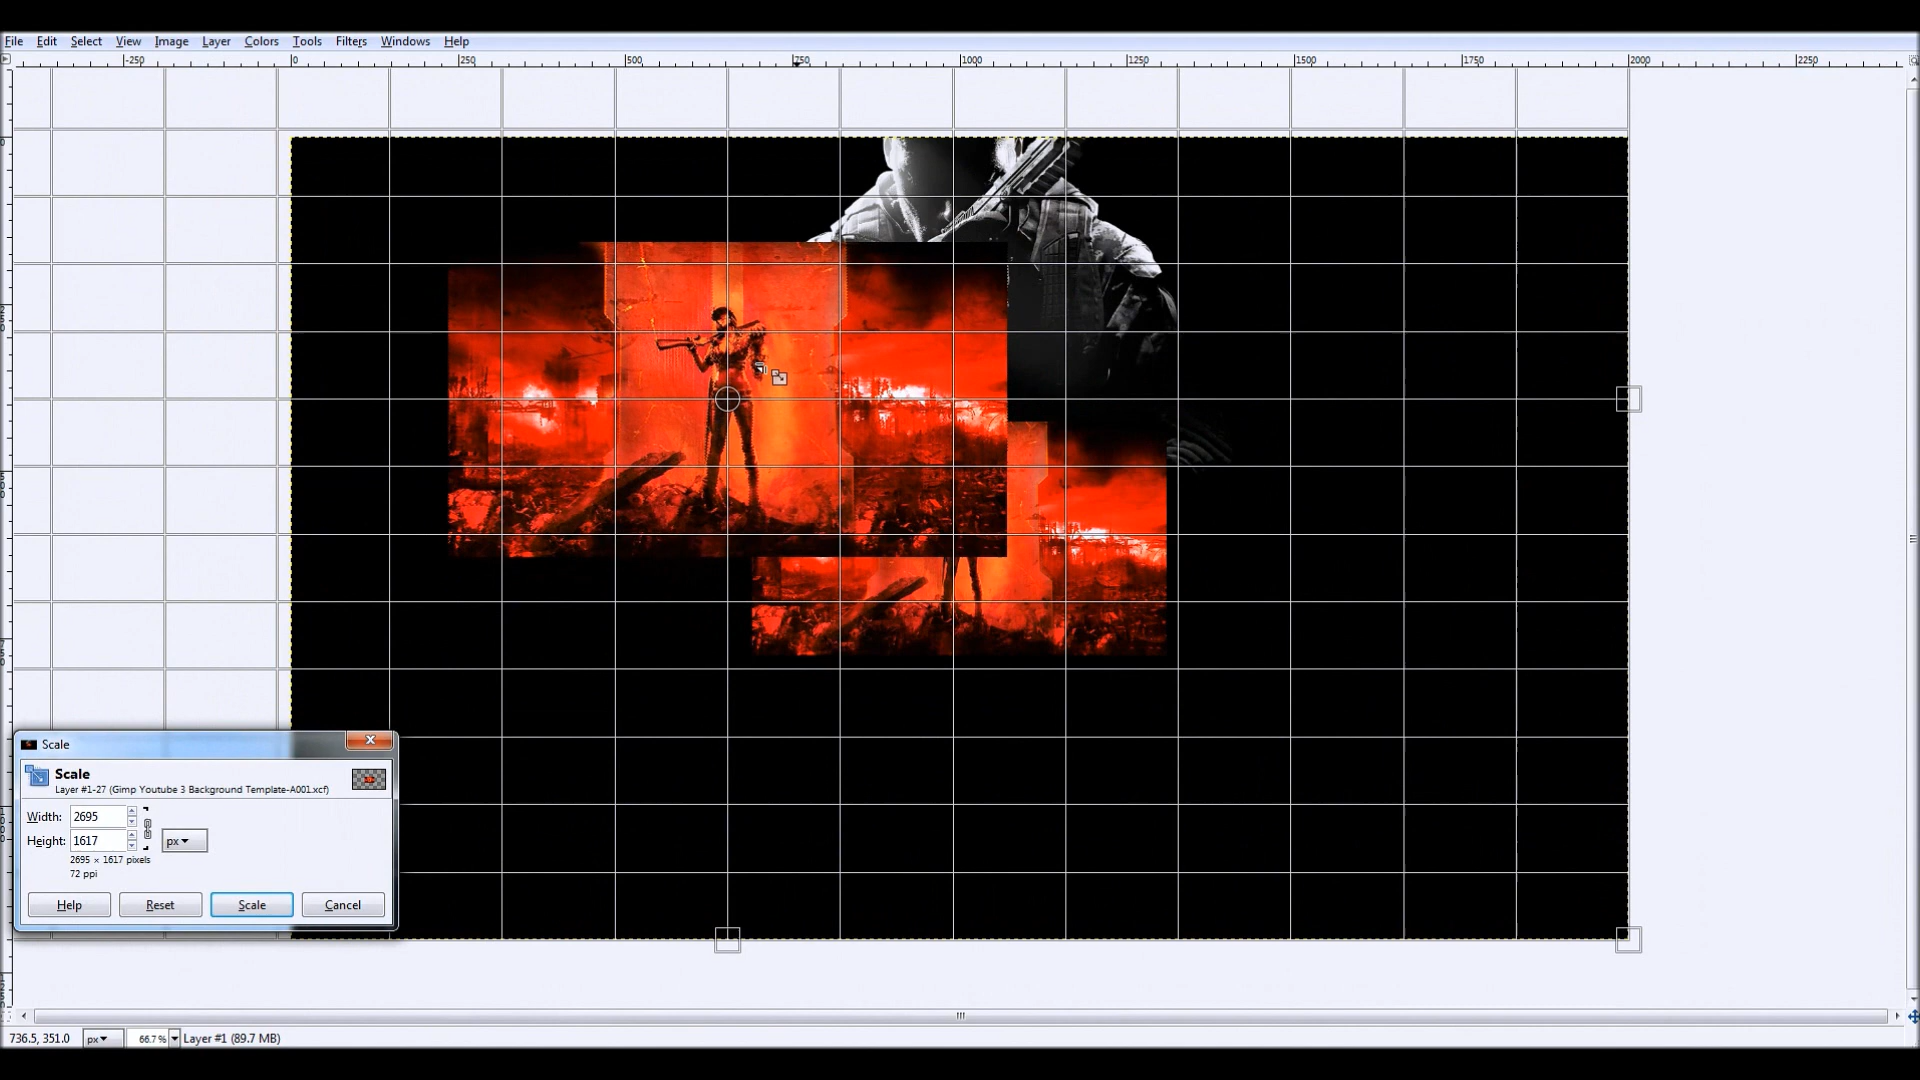 File Edit Select View Image Layer Colors Tools Filters Windows Help
-250 0 250 500 750 1000 1250 1500 1750 2000 2250
Scale
Scale
Layer #1-27 (Gimp Youtube 3 Background Template-A001.xcf)
Width: 2695
Height: 1617 px
2695 × 1617 pixels
72 ppi
Help Reset Scale Cancel
736.5, 351.0 px 66.7 % Layer #1 (89.7 MB)